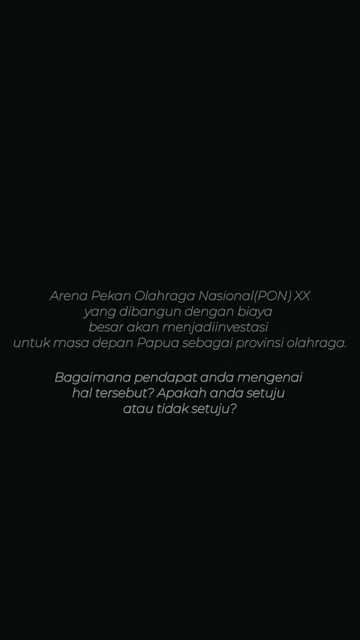 Arena Pekan Olahraga Nasional(PON) XX
yang dibangun dengan biaya
besar akan menjadiinvestasi
untuk masa depan Papua sebagai provinsi olahraga.
Bagaimana pendapat anda mengenai
hal tersebut? Apakah anda setuju
atau tidak setuju?